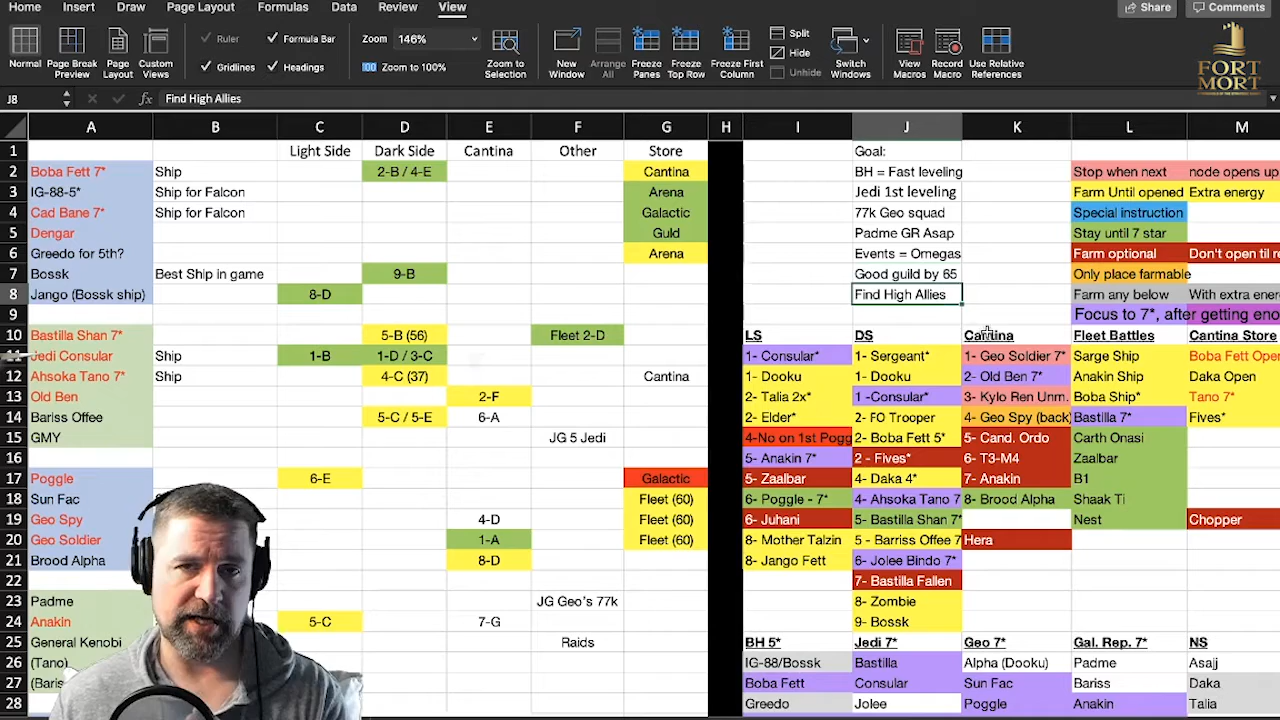 Home Insert Draw Page Layout Formulas Data Review View Share Comments
Normal Page Break Preview Page Layout Custom Views Ruler Formula Bar Gridlines Headings Zoom 146% Zoom to 100% Zoom to Selection New Window Arrange All Freeze Panes Freeze Top Row Freeze First Column Split Hide Unhide Switch Windows View Macros Record Macro Use Relative References
FORT MORT
J8 fx Find High Allies
A B C D E F G H I J K L M
1 Light Side Dark Side Cantina Other Store Goal:
2 Boba Fett 7* Ship 2-B / 4-E Cantina BH = Fast leveling Stop when next node opens up
3 IG-88-5* Ship for Falcon Arena Jedi 1st leveling Farm Until opened Extra energy
4 Cad Bane 7* Ship for Falcon Galactic 77k Geo squad Special instruction
5 Dengar Guld Padme GR Asap Stay until 7 star
6 Greedo for 5th? Arena Events = Omegas Farm optional Don't open til re
7 Bossk Best Ship in game 9-B Good guild by 65 Only place farmable
8 Jango (Bossk ship) 8-D Find High Allies Farm any below With extra ener
9 Focus to 7*, after getting eno
10 Bastilla Shan 7* 5-B (56) Fleet 2-D LS DS Cantina Fleet Battles Cantina Store
11 Jedi Consular Ship 1-B 1-D / 3-C 1- Consular* 1- Sergeant* 1- Geo Soldier 7* Sarge Ship Boba Fett Open
12 Ahsoka Tano 7* Ship 4-C (37) Cantina 1- Dooku 1- Dooku 2- Old Ben 7* Anakin Ship Daka Open
13 Old Ben 2-F 2- Talia 2x* 1 -Consular* 3- Kylo Ren Unm. Boba Ship* Tano 7*
14 Bariss Offee 5-C / 5-E 6-A 2- Elder* 2- FO Trooper 4- Geo Spy (back) Bastilla 7* Fives*
15 GMY JG 5 Jedi 4-No on 1st Pogg 2- Boba Fett 5* 5- Cand. Ordo Carth Onasi
16 5- Anakin 7* 2 - Fives* 6- T3-M4 Zaalbar
17 Poggle 6-E Galactic 5- Zaalbar 4- Daka 4* 7- Anakin B1
18 Sun Fac Fleet (60) 6- Poggle - 7* 4- Ahsoka Tano 7 8- Brood Alpha Shaak Ti
19 Geo Spy 4-D Fleet (60) 6- Juhani 5- Bastilla Shan 7* Nest Chopper
20 Geo Soldier 1-A Fleet (60) 8- Mother Talzin 5 - Barriss Offee 7 Hera
21 Brood Alpha 8-D 8- Jango Fett 6- Jolee Bindo 7*
22 7- Bastilla Fallen
23 Padme JG Geo's 77k 8- Zombie
24 Anakin 5-C 7-G 9- Bossk
25 General Kenobi Raids BH 5* Jedi 7* Geo 7* Gal. Rep. 7* NS
26 (Tano) IG-88/Bossk Bastilla Alpha (Dooku) Padme Asajj
27 (Baris Boba Fett Consular Sun Fac Bariss Daka
28 Greedo Jolee Poggle Anakin Talia